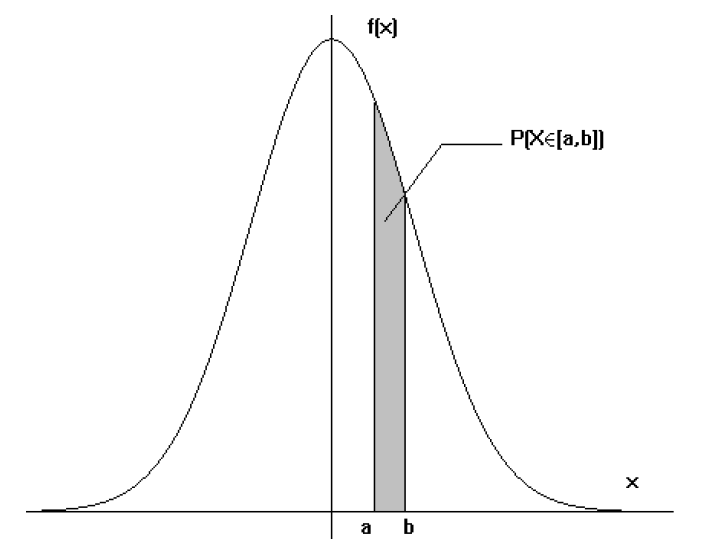 f(x)
P(X∈[a,b])
x
a b